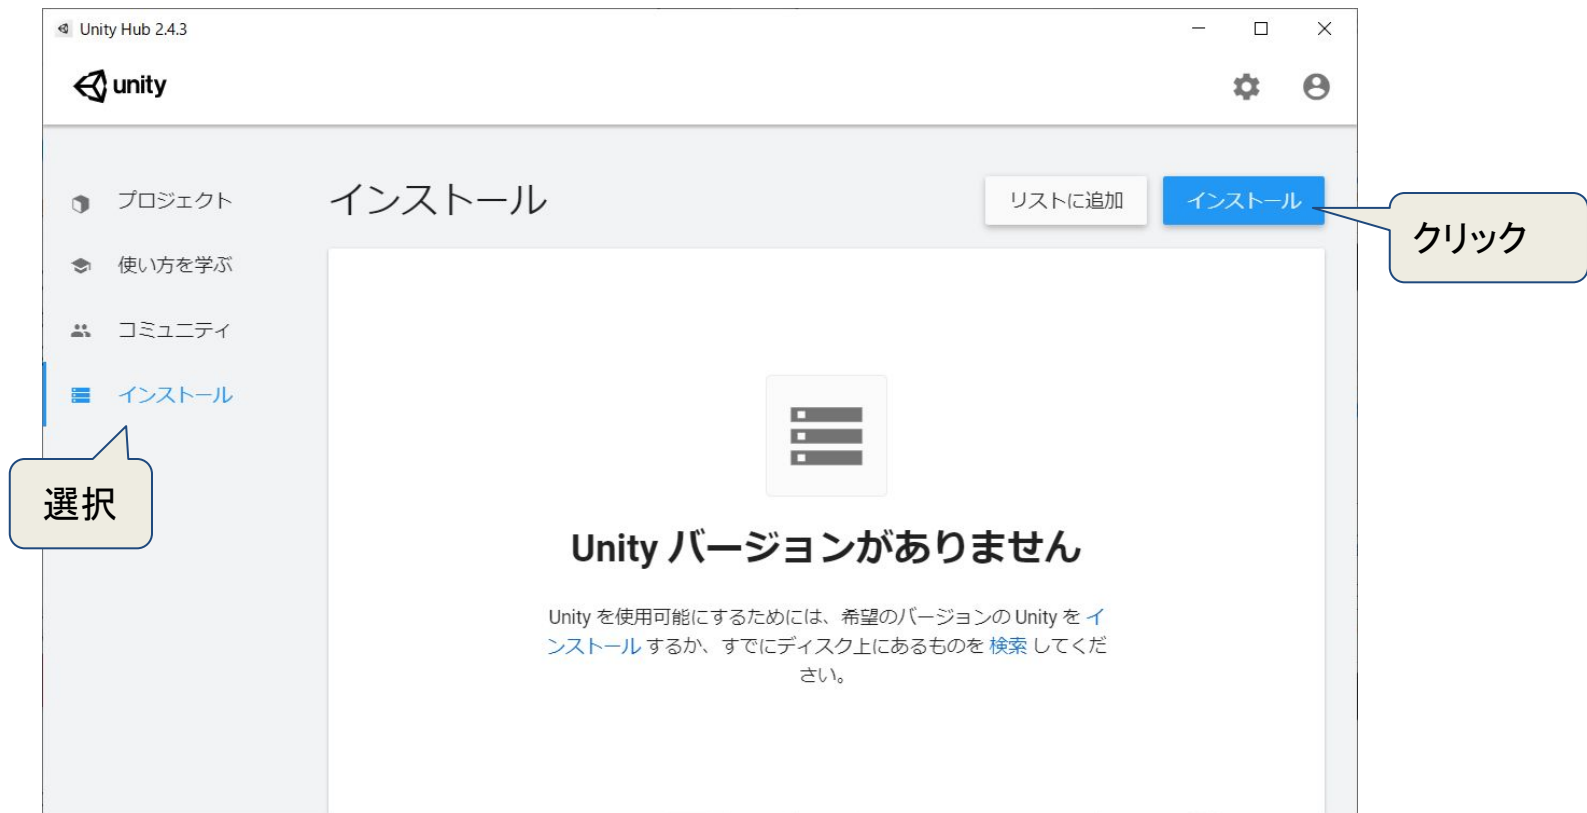 Unity Hub 2.4.3
unity
プロジェクト
使い方を学ぶ
コミュニティ
インストール
選択
インストール
リストに追加
インストール
クリック
Unity バージョンがありません
Unity を使用可能にするためには、希望のバージョンの Unity を イ
ンストール するか、すでにディスク上にあるものを 検索 してくだ
さい。